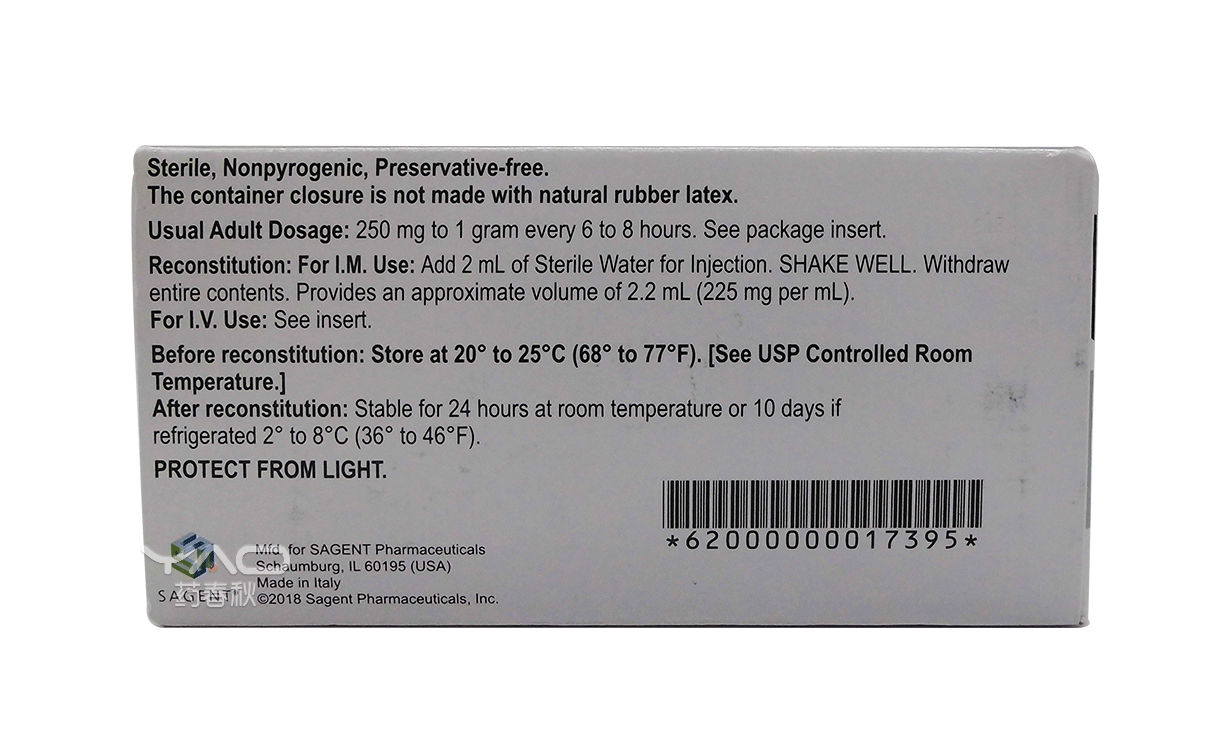 Sterile, Nonpyrogenic, Preservative-free.
The container closure is not made with natural rubber latex.
Usual Adult Dosage: 250 mg to 1 gram every 6 to 8 hours. See package insert.
Reconstitution: For I.M. Use: Add 2 mL of Sterile Water for Injection. SHAKE WELL. Withdraw
entire contents. Provides an approximate volume of 2.2 mL (225 mg per mL).
For I.V. Use: See insert.
Before reconstitution: Store at 20° to 25°C (68° to 77°F). [See USP Controlled Room
Temperature.]
After reconstitution: Stable for 24 hours at room temperature or 10 days if
refrigerated 2° to 8°C (36° to 46°F).
PROTECT FROM LIGHT.
*62000000017395*
Mfd. for SAGENT Pharmaceuticals
Schaumburg, IL 60195 (USA)
Made in Italy
©2018 Sagent Pharmaceuticals, Inc.
SAGENT
YAO
药春秋